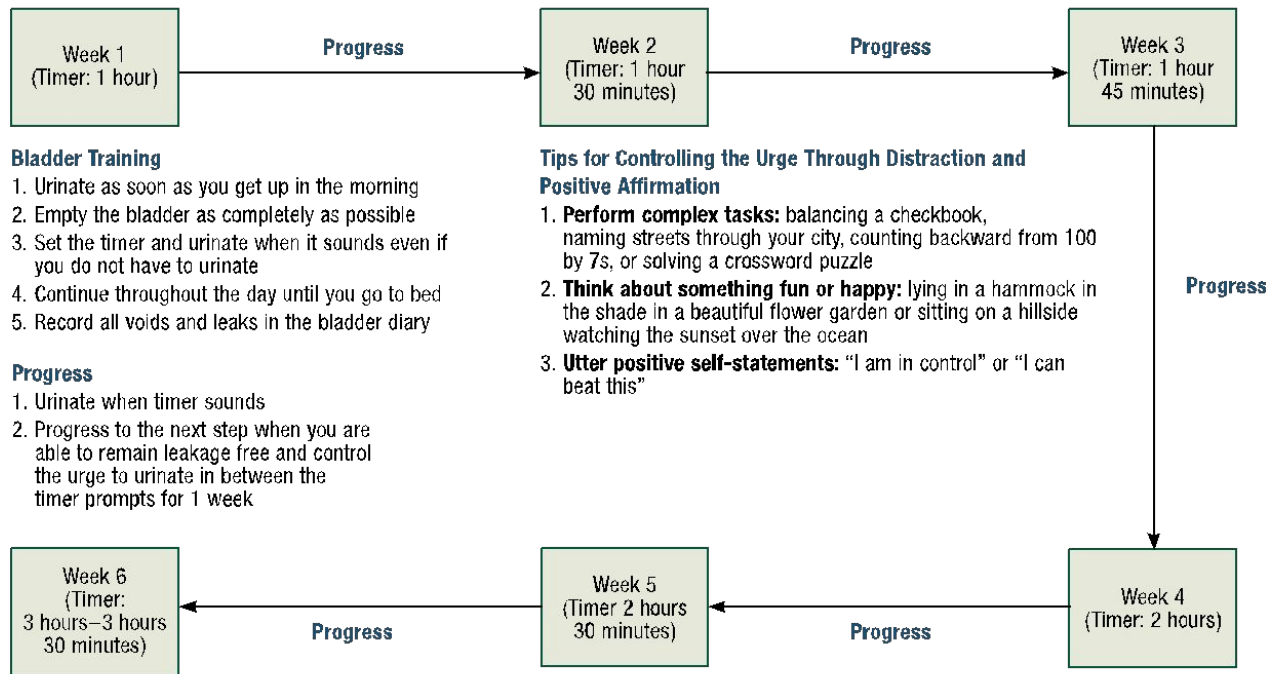 Week 1
(Timer: 1 hour)
Progress
Week 2
(Timer: 1 hour
30 minutes)
Progress
Week 3
(Timer: 1 hour
45 minutes)
Bladder Training
1. Urinate as soon as you get up in the morning
2. Empty the bladder as completely as possible
3. Set the timer and urinate when it sounds even if
you do not have to urinate
4. Continue throughout the day until you go to bed
5. Record all voids and leaks in the bladder diary
Progress
1. Urinate when timer sounds
2. Progress to the next step when you are
able to remain leakage free and control
the urge to urinate in between the
timer prompts for 1 week
Tips for Controlling the Urge Through Distraction and
Positive Affirmation
1. Perform complex tasks: balancing a checkbook,
naming streets through your city, counting backward from 100
by 7s, or solving a crossword puzzle
2. Think about something fun or happy: lying in a hammock in
the shade in a beautiful flower garden or sitting on a hillside
watching the sunset over the ocean
3. Utter positive self-statements: “I am in control” or “I can
beat this”
Progress
Week 4
(Timer: 2 hours)
Progress
Week 5
(Timer 2 hours
30 minutes)
Progress
Week 6
(Timer:
3 hours–3 hours
30 minutes)